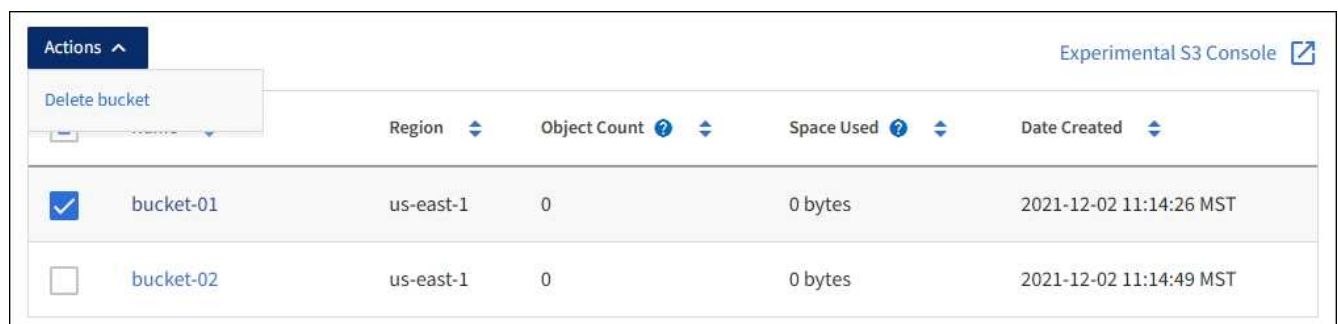 Actions
Experimental S3 Console
Delete bucket
Name Region Object Count ? Space Used ? Date Created
bucket-01 us-east-1 0 0 bytes 2021-12-02 11:14:26 MST
bucket-02 us-east-1 0 0 bytes 2021-12-02 11:14:49 MST